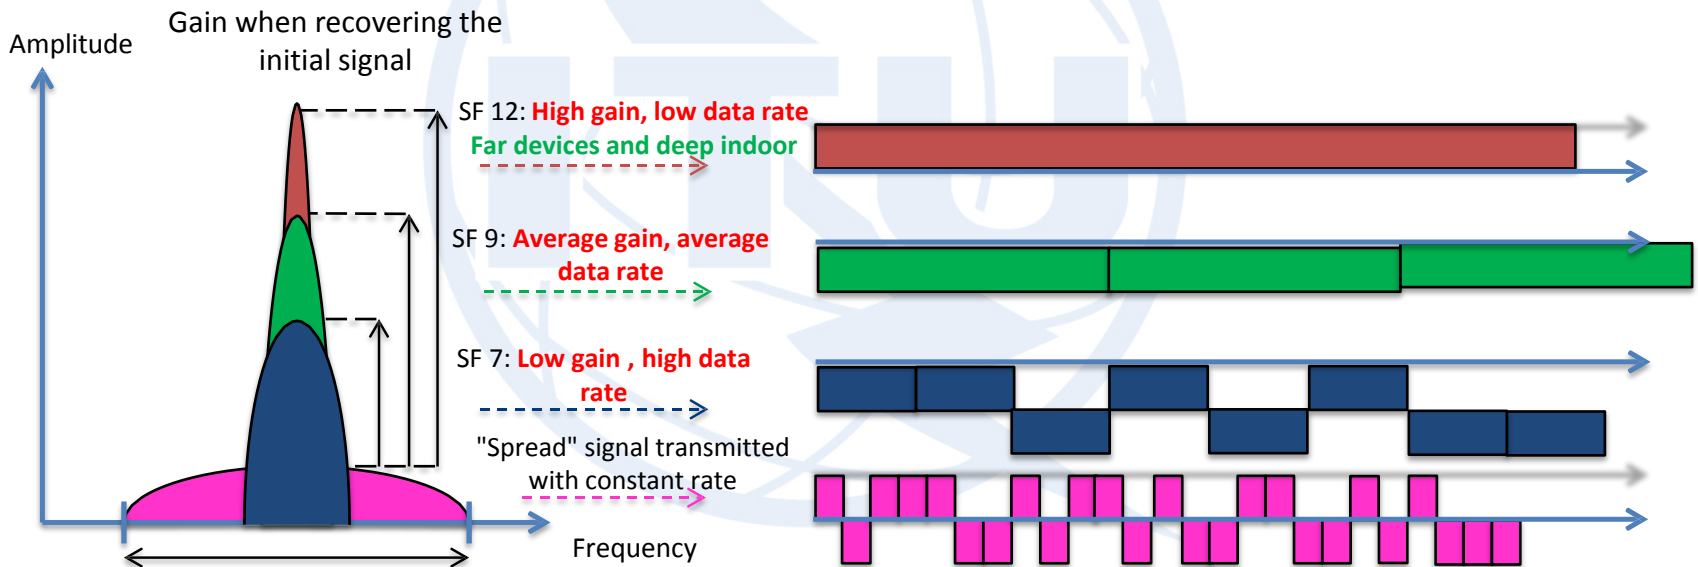 Gain when recovering the
initial signal
Amplitude
SF 12: High gain, low data rate
Far devices and deep indoor
SF 9: Average gain, average
data rate
SF 7: Low gain , high data
rate
"Spread" signal transmitted
with constant rate
Frequency
ITU